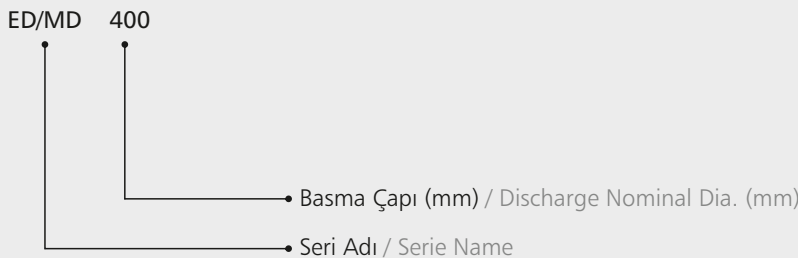 ED/MD 400
Basma Çapı (mm) / Discharge Nominal Dia. (mm)
Seri Adı / Serie Name